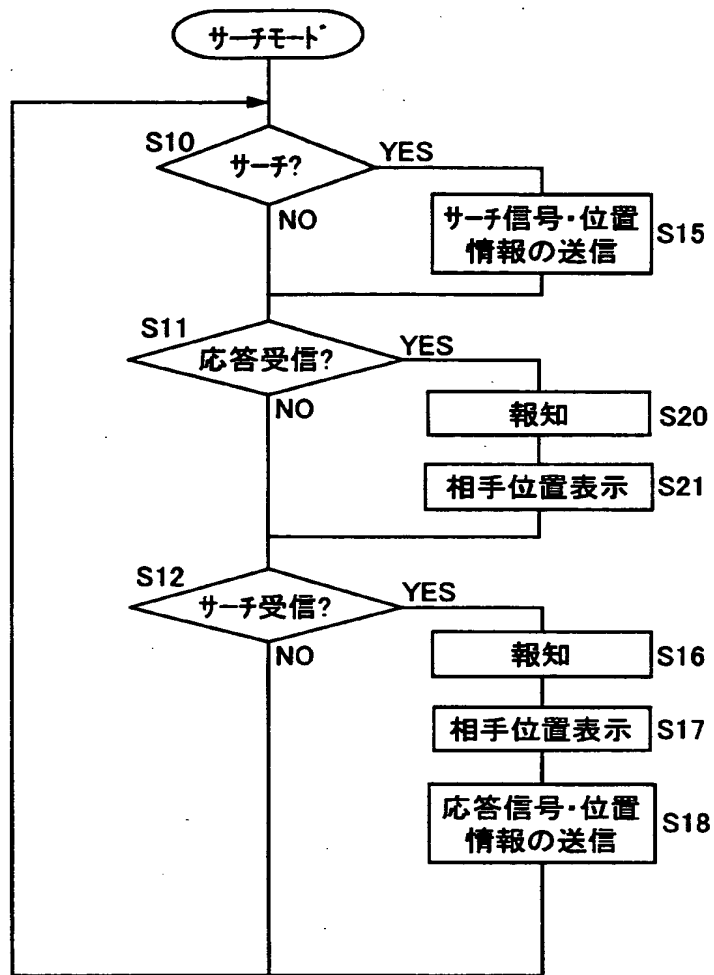 サーチモード
S10
サーチ?
YES
NO
サーチ信号・位置
情報の送信
S15
S11
応答受信?
YES
NO
報知
S20
相手位置表示
S21
S12
サーチ受信?
YES
NO
報知
S16
相手位置表示
S17
応答信号・位置
情報の送信
S18